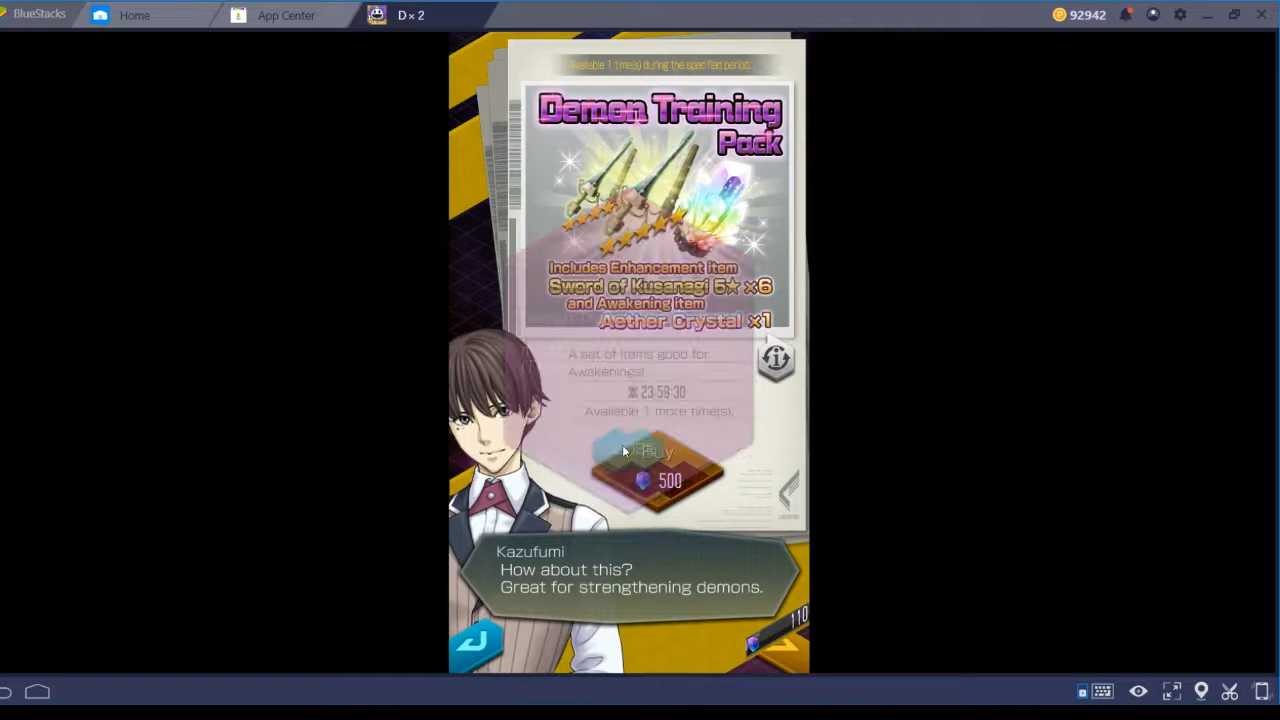 BlueStacks
Home
App Center
D×2
92942
Available 1 time(s) during the specified period.
Demon Training
Pack
Includes Enhancement item
Sword of Kusanagi 5★ ×6
and Awakening item
Aether Crystal ×1
A set of items good for
Awakenings!
23:59:30
Available 1 more time(s).
Buy
500
Kazufumi
How about this?
Great for strengthening demons.
110